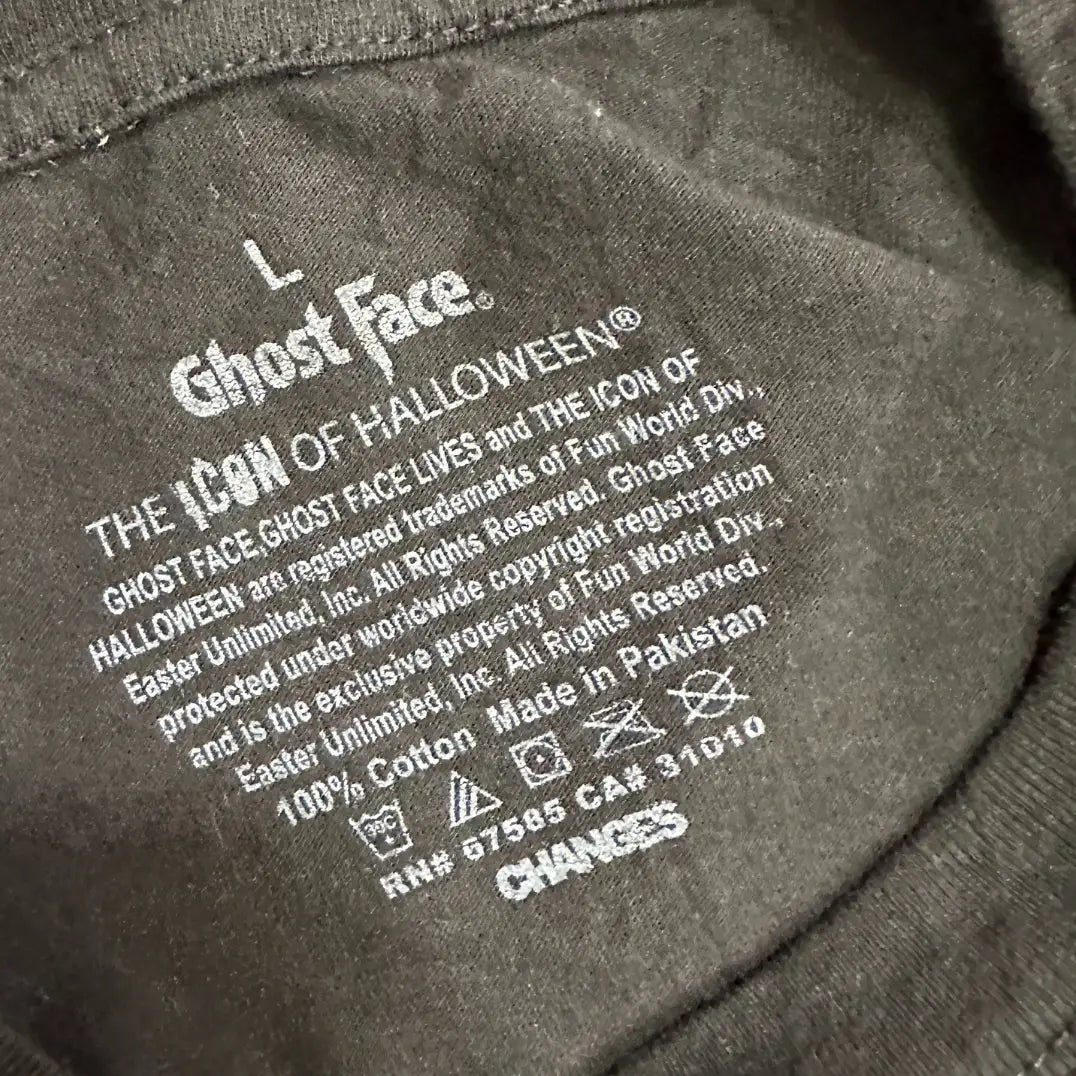 L
Ghost Face®
THE ICON OF HALLOWEEN®
GHOST FACE, GHOST FACE LIVES and THE ICON OF
HALLOWEEN are registered trademarks of Fun World Div.,
Easter Unlimited, Inc. All Rights Reserved. Ghost Face
protected under worldwide copyright registration
and is the exclusive property of Fun World Div.,
Easter Unlimited, Inc. All Rights Reserved.
100% Cotton Made in Pakistan
30C
RN# 67585 CA# 31010
CHANGES